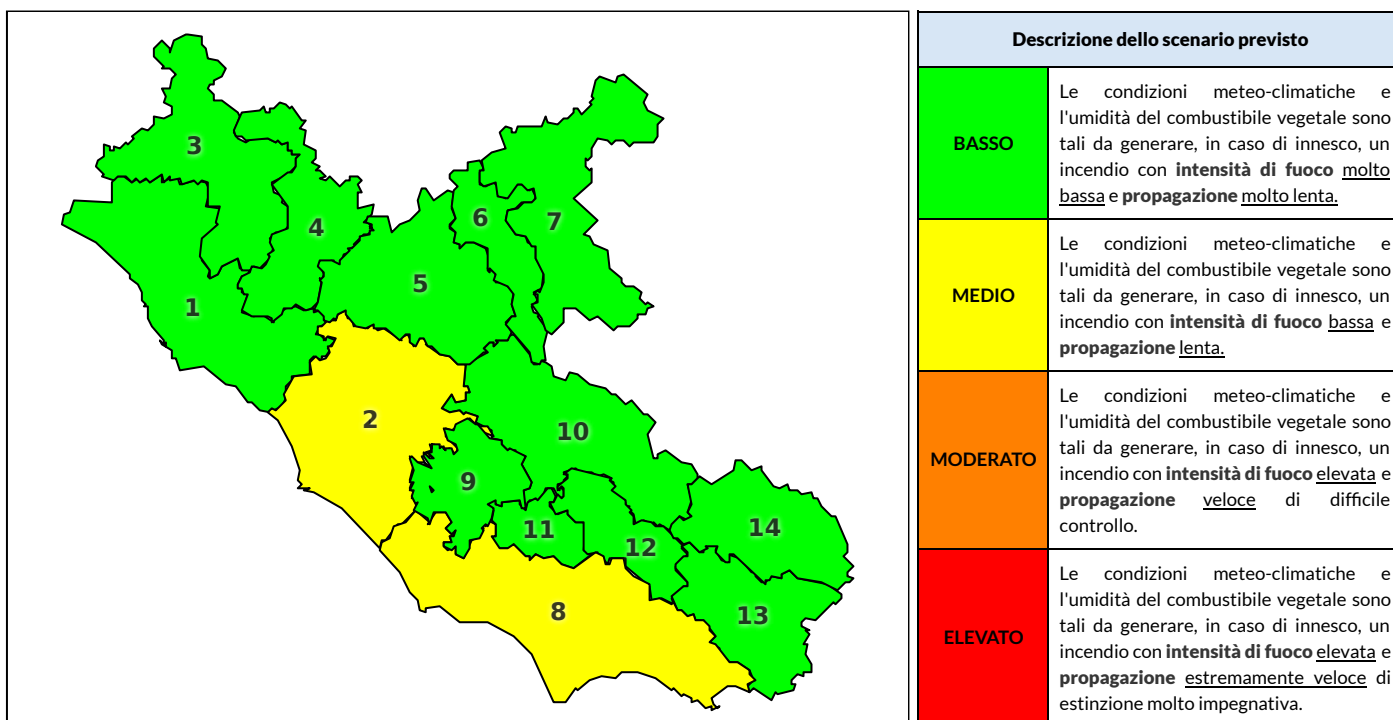 3
4
6
7
5
1
2
10
9
11
12
14
8
13
Descrizione dello scenario previsto
BASSO
Le condizioni meteo-climatiche e
l'umidità del combustibile vegetale sono
tali da generare, in caso di innesco, un
incendio con intensità di fuoco molto
bassa e propagazione molto lenta.
MEDIO
Le condizioni meteo-climatiche e
l'umidità del combustibile vegetale sono
tali da generare, in caso di innesco, un
incendio con intensità di fuoco bassa e
propagazione lenta.
MODERATO
Le condizioni meteo-climatiche e
l'umidità del combustibile vegetale sono
tali da generare, in caso di innesco, un
incendio con intensità di fuoco elevata e
propagazione veloce di difficile
controllo.
ELEVATO
Le condizioni meteo-climatiche e
l'umidità del combustibile vegetale sono
tali da generare, in caso di innesco, un
incendio con intensità di fuoco elevata e
propagazione estremamente veloce di
estinzione molto impegnativa.